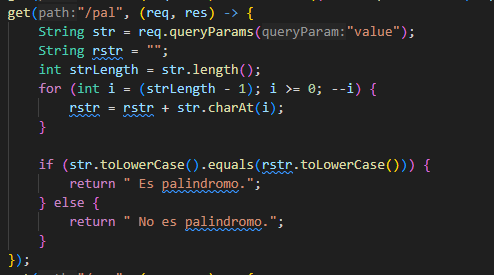 get(path:"/pal", (req, res) -> {
String str = req.queryParams(queryParam:"value");
String rstr = "";
int strLength = str.length();
for (int i = (strLength - 1); i >= 0; --i) {
rstr = rstr + str.charAt(i);
}
if (str.toLowerCase().equals(rstr.toLowerCase())) {
return " Es palindromo.";
} else {
return " No es palindromo.";
}
});